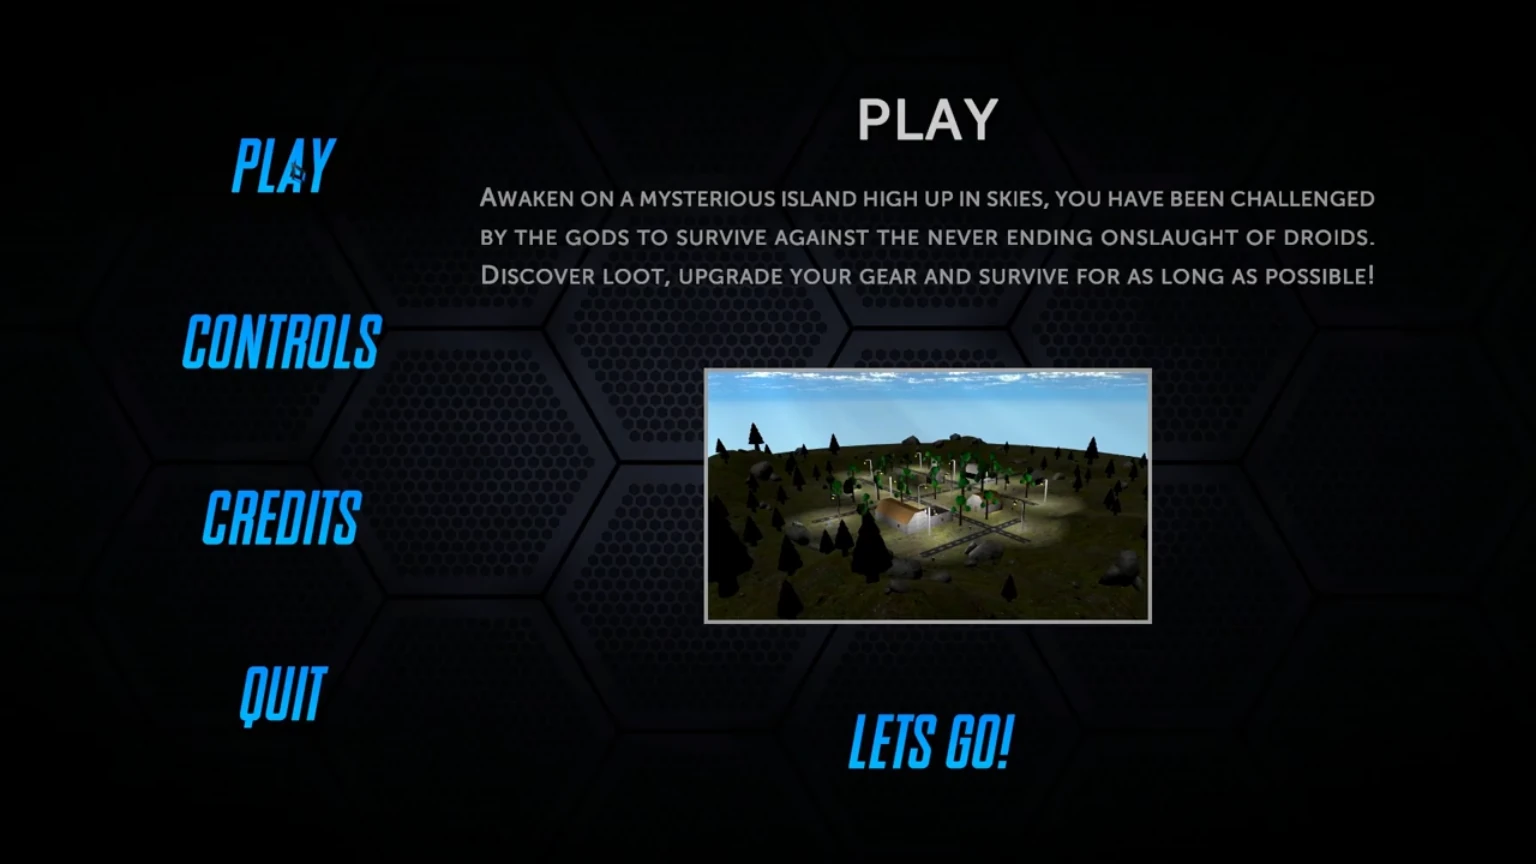 PLAY
CONTROLS
CREDITS
QUIT
PLAY
Awaken on a mysterious island high up in skies, you have been challenged
by the gods to survive against the never ending onslaught of droids.
Discover loot, upgrade your gear and survive for as long as possible!
LETS GO!